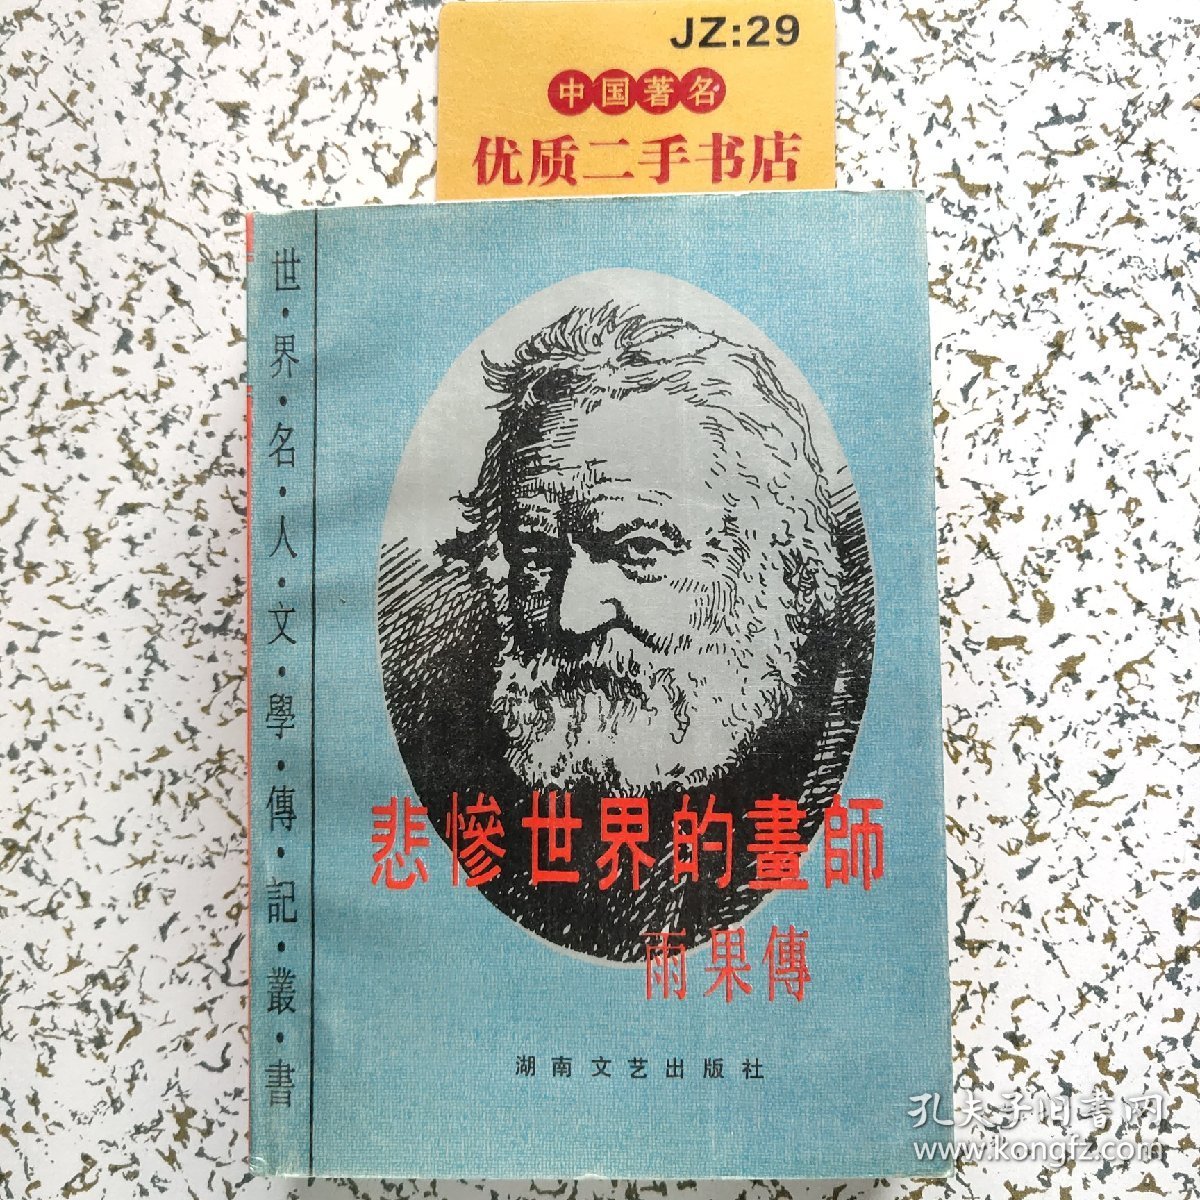 JZ:29
中国著名
优质二手书店
世·界·名·人·文·學·傳·記·叢·書
悲慘世界的畫師
雨果傳
湖南文艺出版社
孔夫子旧書网
www.kongfz.com